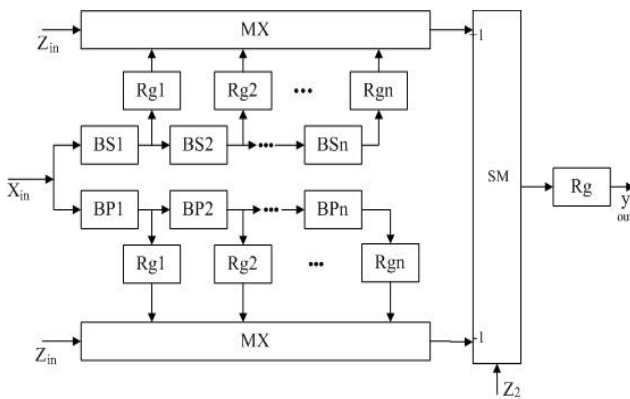 Zin
MX
-1
Rg1
Rg2
•••
Rgn
BS1
BS2
•••
BSn
Xin
SM
Rg
yout
BP1
BP2
•••
BPn
Rg1
Rg2
•••
Rgn
Zin
MX
-1
Z2